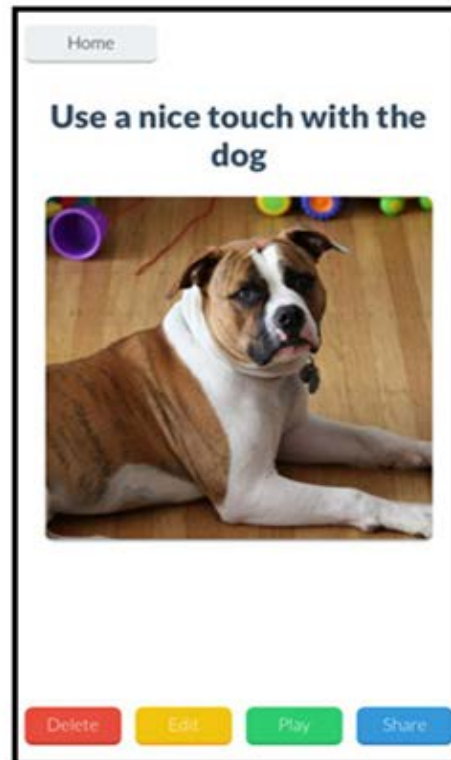 Home
Use a nice touch with the
dog
Delete
Edit
Play
Share